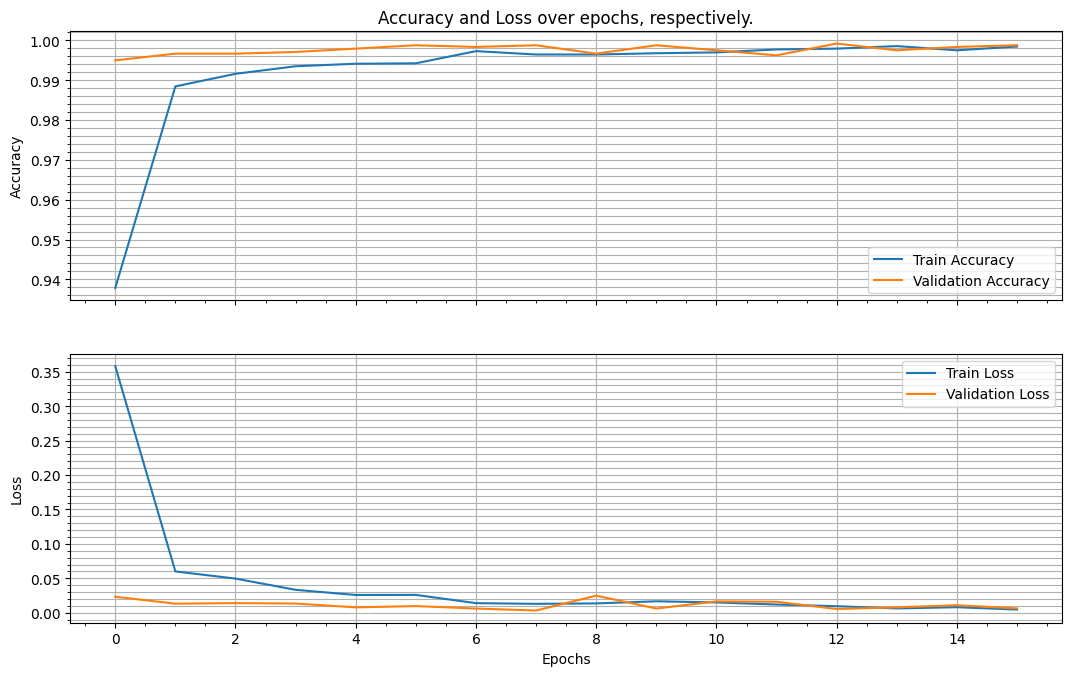 Accuracy and Loss over epochs, respectively.
1.00
0.99
0.98
0.97
0.96
0.95
0.94
Accuracy
Train Accuracy
Validation Accuracy
0.35
0.30
0.25
0.20
0.15
0.10
0.05
0.00
Loss
Train Loss
Validation Loss
0 2 4 6 8 10 12 14
Epochs